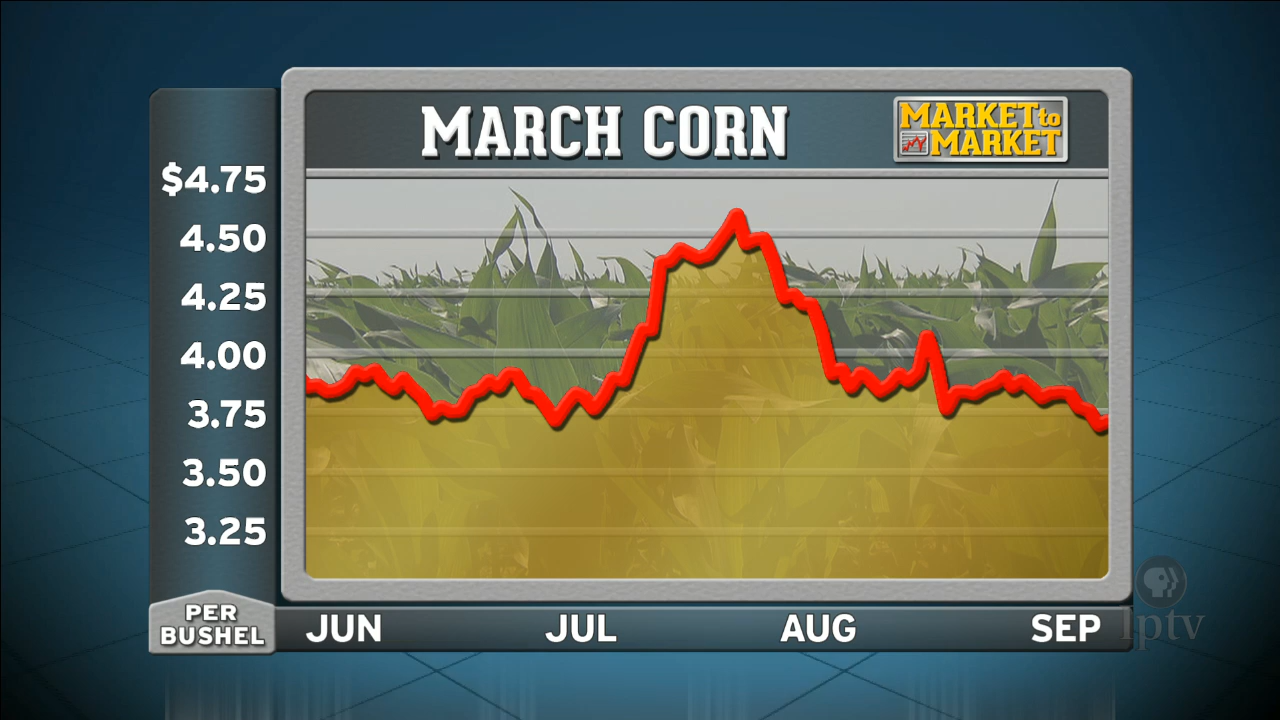 MARCH CORN
MARKET to
MARKET
$4.75
4.50
4.25
4.00
3.75
3.50
3.25
PER
BUSHEL
JUN JUL AUG SEP
iptv